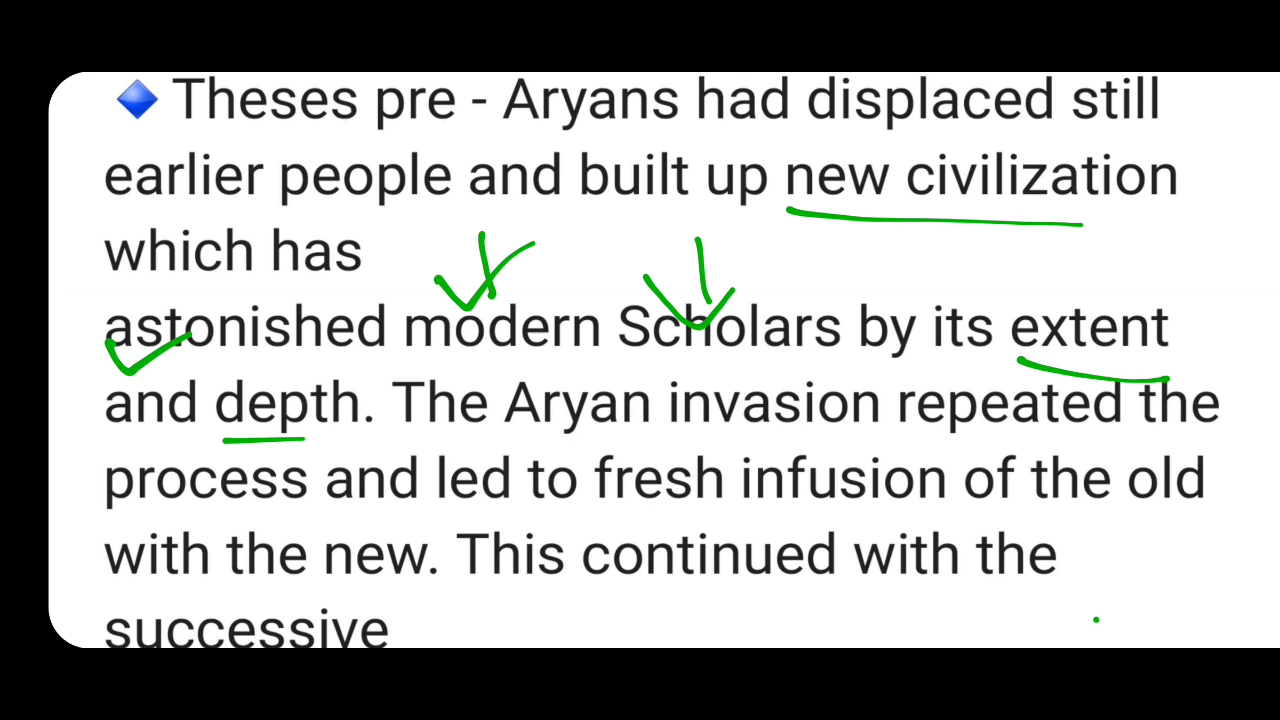 Theses pre - Aryans had displaced still
earlier people and built up new civilization
which has
astonished modern Scholars by its extent
and depth. The Aryan invasion repeated the
process and led to fresh infusion of the old
with the new. This continued with the
successive